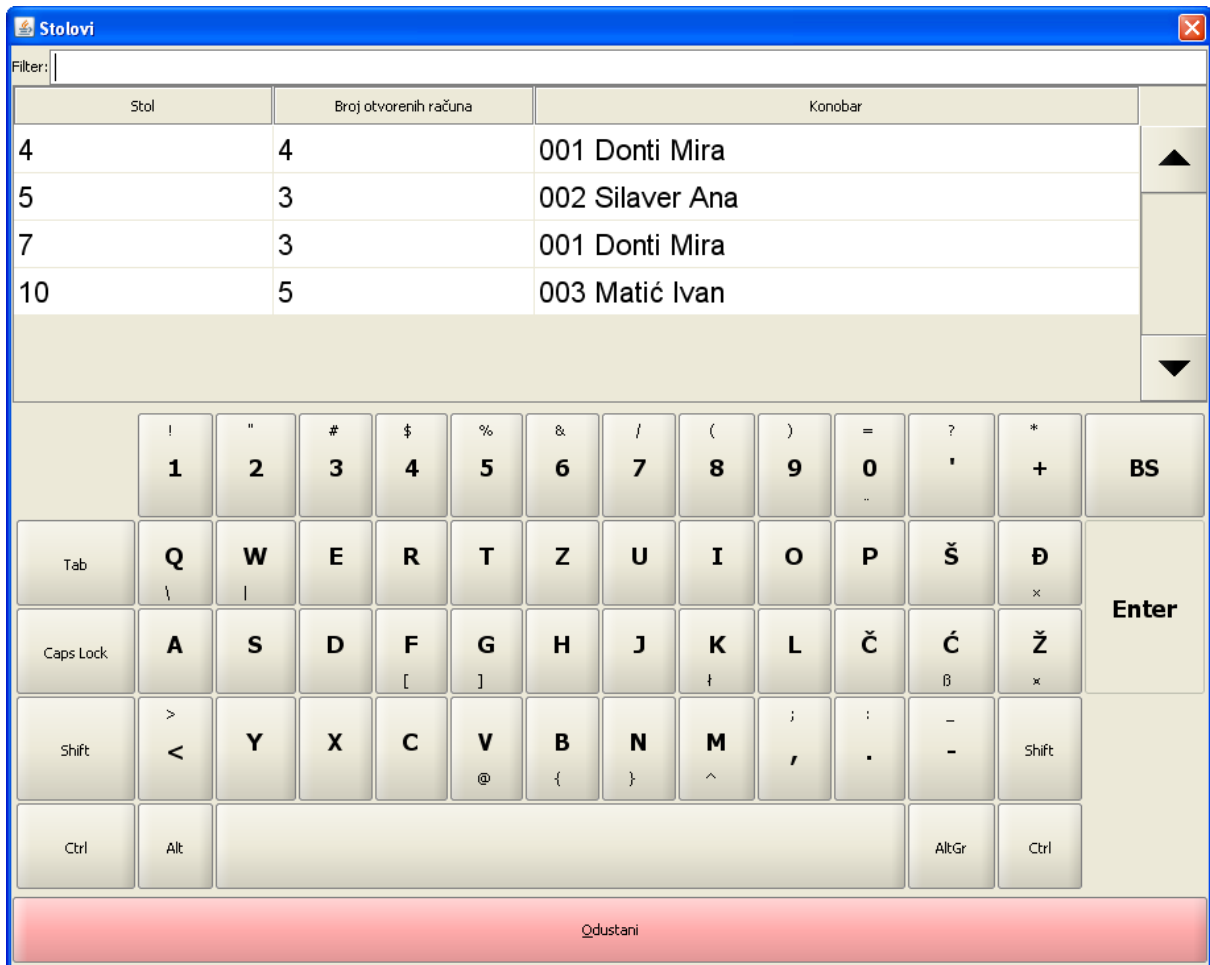 Stolovi
Filter:
Stol Broj otvorenih računa Konobar
4 4 001 Donti Mira
5 3 002 Silaver Ana
7 3 001 Donti Mira
10 5 003 Matić Ivan
! " # $ % & / ( ) = ? *
1 2 3 4 5 6 7 8 9 0 ' + BS
¨
Tab Q W E R T Z U I O P Š Đ
\ | ×
Enter
Caps Lock A S D F G H J K L Č Ć Ž
[ ] ł ß ¤
> ; : _
Shift < Y X C V B N M , . - Shift
@ { } ^
Ctrl Alt AltGr Ctrl
Odustani